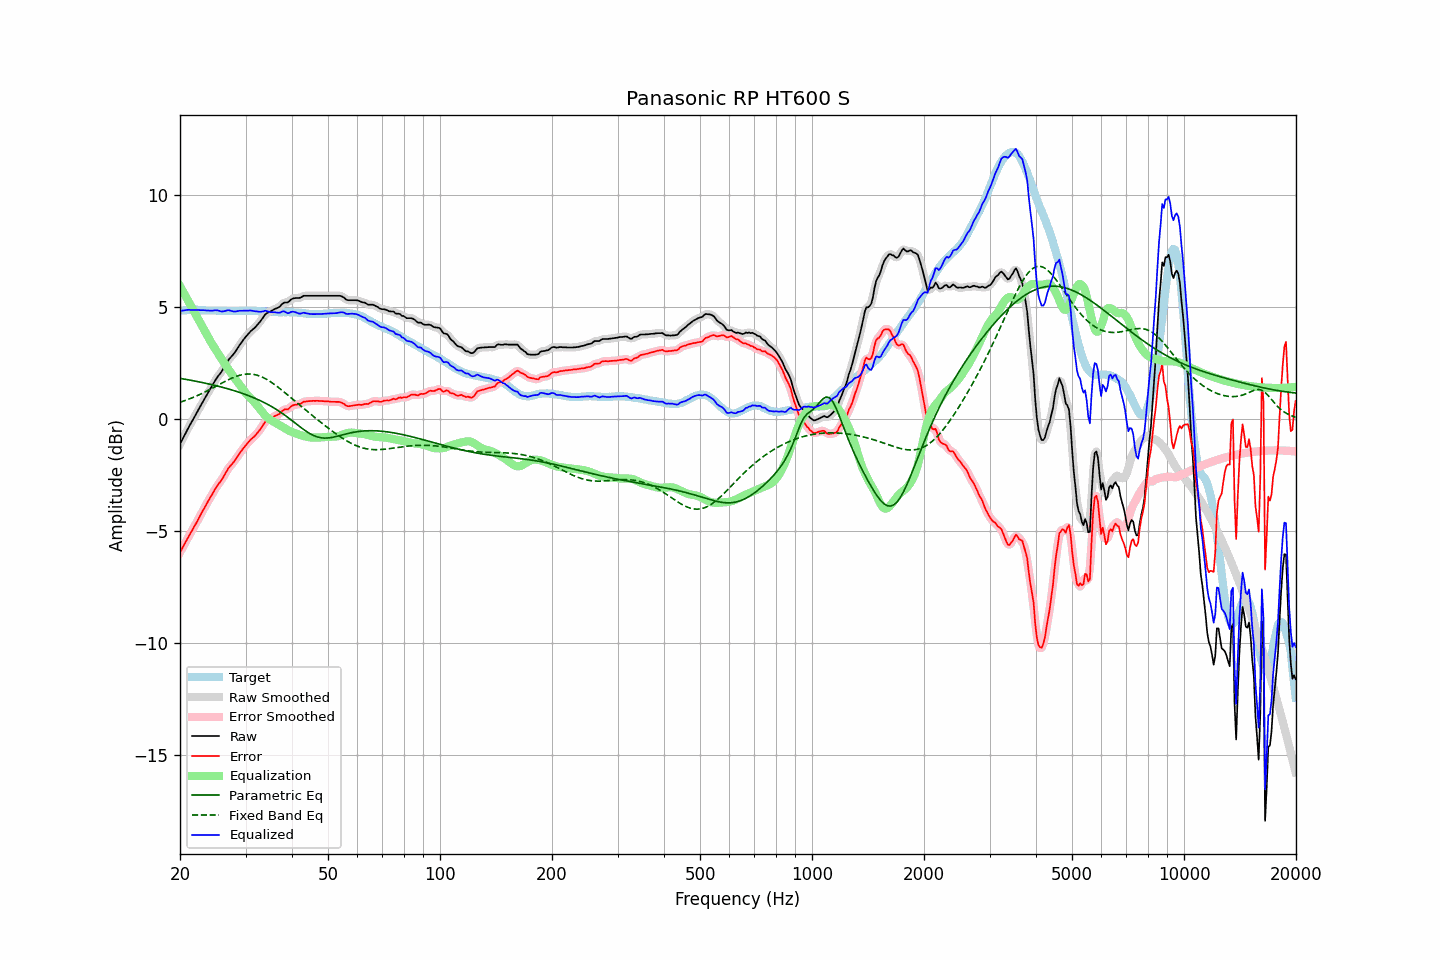 Panasonic RP HT600 S
Amplitude (dBr)
10
5
0
−5
−10
−15
Target
Raw Smoothed
Error Smoothed
Raw
Error
Equalization
Parametric Eq
Fixed Band Eq
Equalized
20 50 100 200 500 1000 2000 5000 10000 20000
Frequency (Hz)